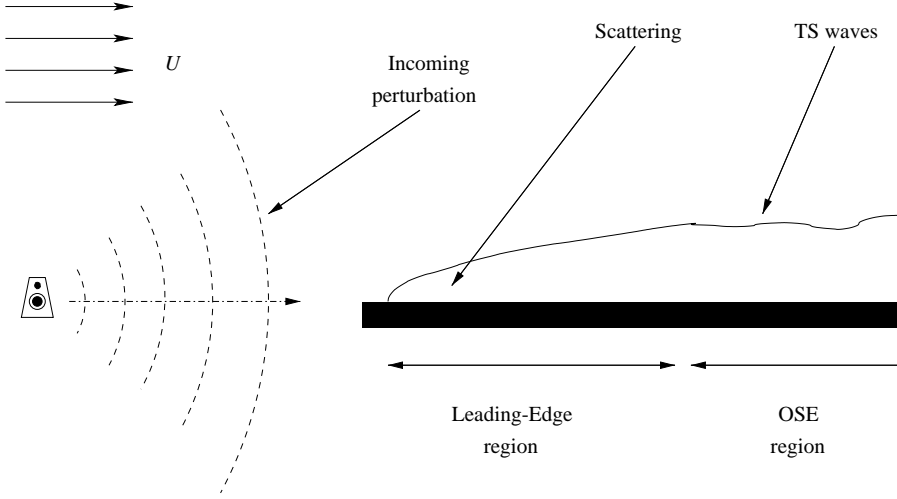 U
Incoming
perturbation
Scattering
TS waves
Leading-Edge
region
OSE
region